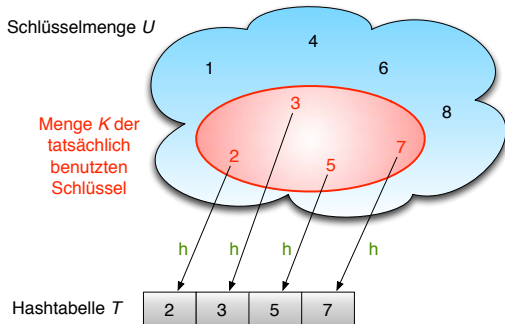 Schlüsselmenge U
4
1
6
3
8
Menge K der
tatsächlich
benutzten
Schlüssel
2
5
7
h
h
h
h
Hashtabelle T
2 3 5 7